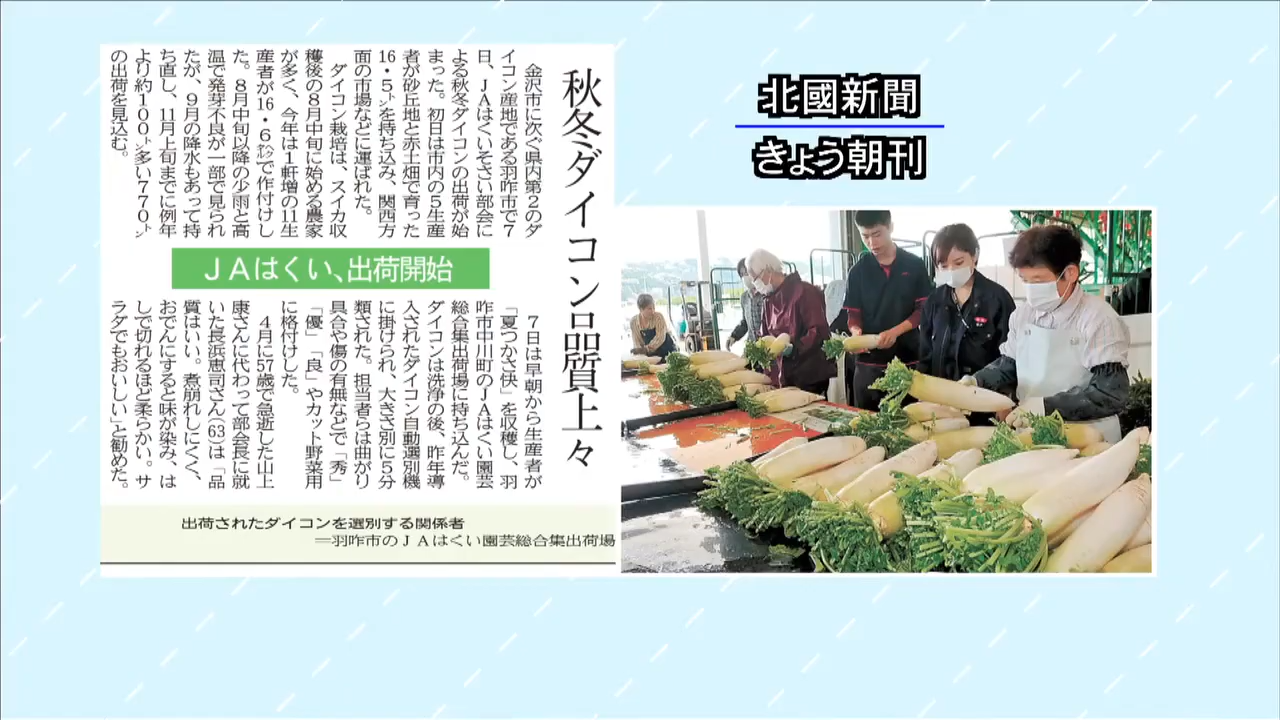 北國新聞
きょう朝刊
秋冬ダイコン品質上々
ＪＡはくい、出荷開始
金沢市に次ぐ県内第２のダ
イコン産地である羽咋市で７
日、ＪＡはくいそさい部会に
よる秋冬ダイコンの出荷が始
まった。初日は市内の５生産
者が砂丘地と赤土畑で育った
16・５㌧を持ち込み、関西方
面の市場などに運ばれた。
ダイコン栽培は、スイカ収
穫後の８月中旬に始める農家
が多く、今年は１軒増の11生
産者が16・６㌶で作付けし
た。８月中旬以降の少雨と高
温で発芽不良が一部で見られ
たが、９月の降水もあって持
ち直し、11月上旬までに例年
より約１００㌧多い７７０㌧
の出荷を見込む。
７日は早朝から生産者が
「夏つかさ快」を収穫し、羽
咋市中川町のＪＡはくい園芸
総合集出荷場に持ち込んだ。
ダイコンは洗浄の後、昨年導
入されたダイコン自動選別機
に掛けられ、大きさ別に５分
類された。担当者らは曲がり
具合や傷の有無などで「秀」
「優」「良」やカット野菜用
に格付けした。
４月に57歳で急逝した山上
康さんに代わって部会長に就
いた長浜恵司さん(63)は「品
質はいい。煮崩れしにくく、
おでんにすると味が染み、は
しで切れるほど柔らかい。サ
ラダでもおいしい」と勧めた。
出荷されたダイコンを選別する関係者
＝羽咋市のＪＡはくい園芸総合集出荷場